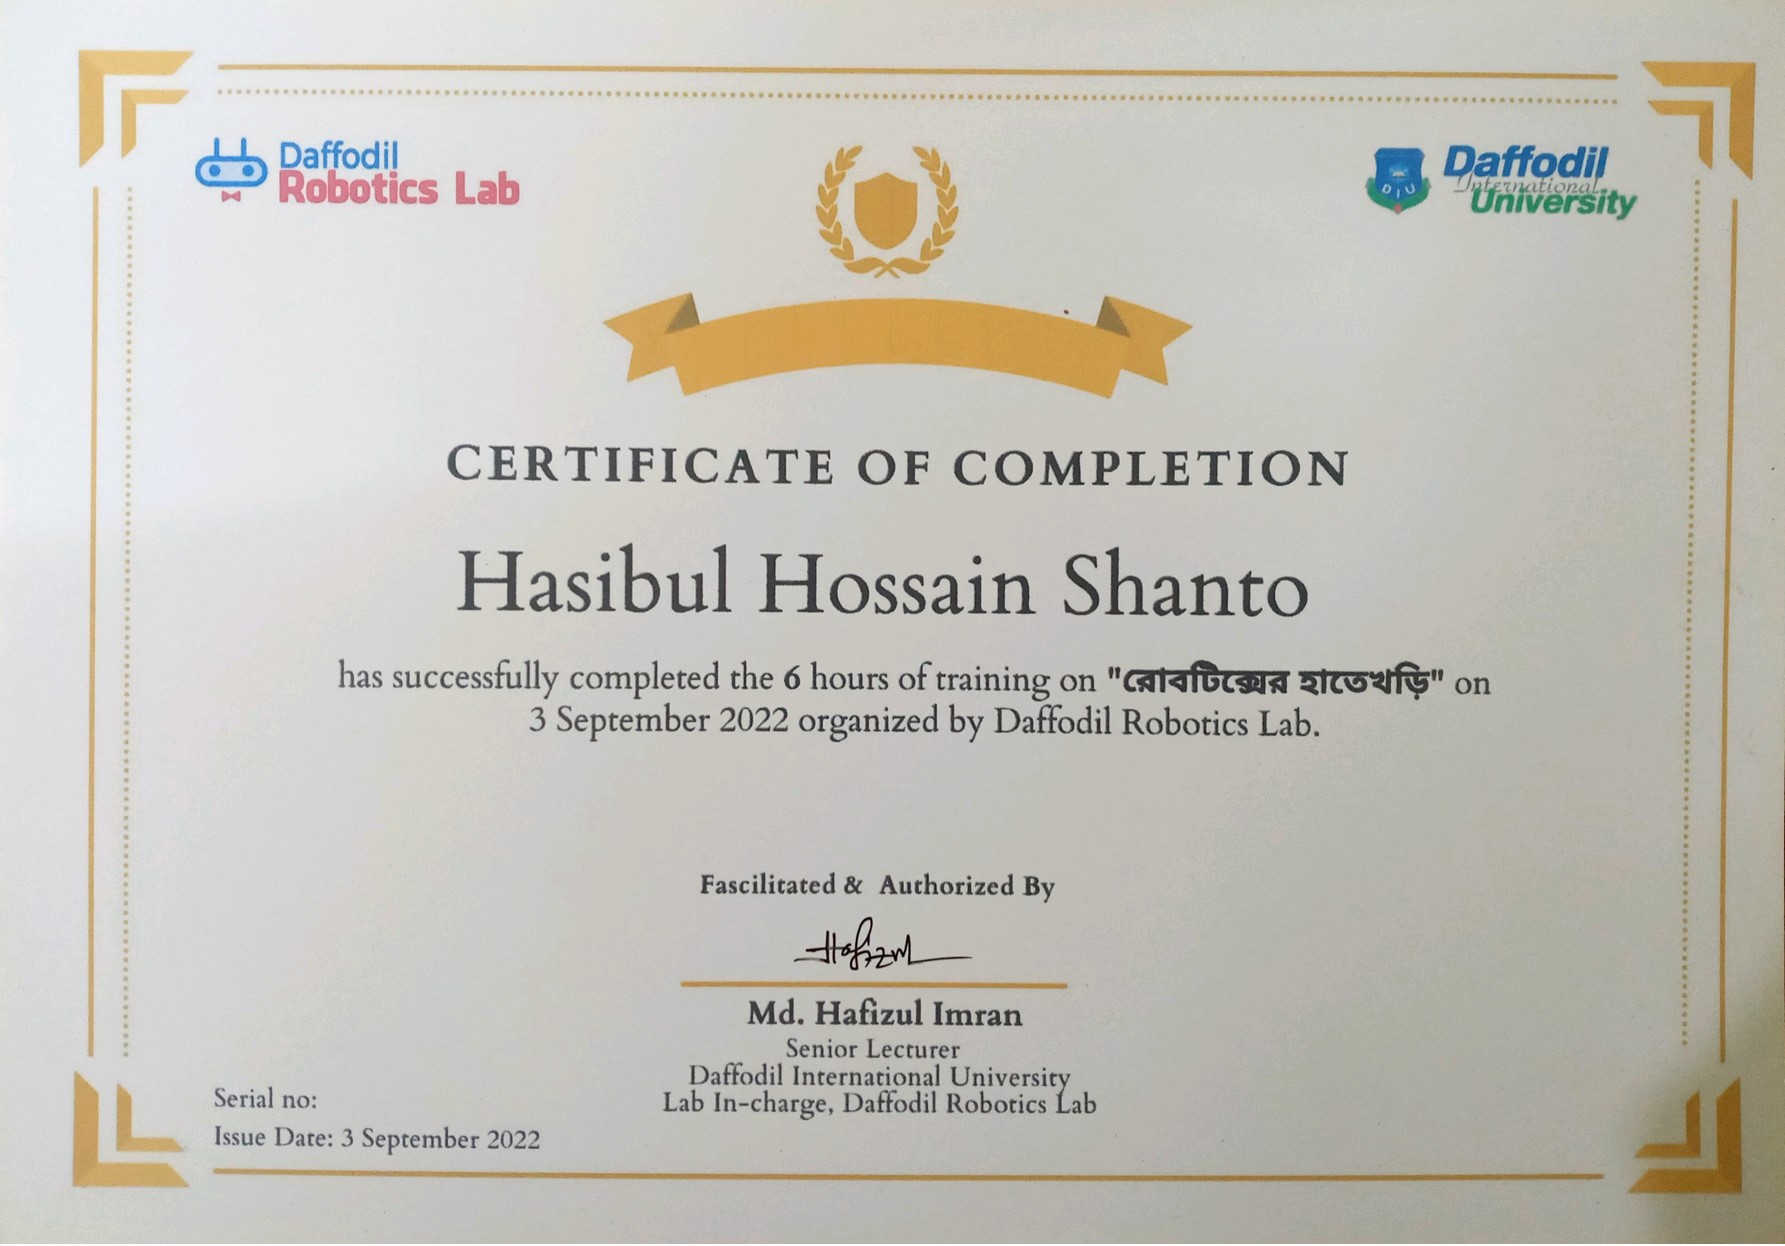 Daffodil
Robotics Lab
DIU
Daffodil
International
University
CERTIFICATE OF COMPLETION
Hasibul Hossain Shanto
has successfully completed the 6 hours of training on "রোবটিক্সের হাতেখড়ি" on
3 September 2022 organized by Daffodil Robotics Lab.
Fascilitated & Authorized By
Hafizul
Md. Hafizul Imran
Senior Lecturer
Daffodil International University
Lab In-charge, Daffodil Robotics Lab
Serial no:
Issue Date: 3 September 2022